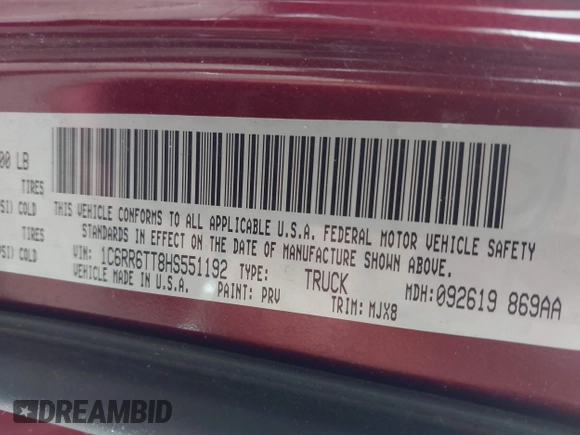 00 LB
TIRES
SI) COLD
TIRES
SI) COLD
THIS VEHICLE CONFORMS TO ALL APPLICABLE U.S.A. FEDERAL MOTOR VEHICLE SAFETY
STANDARDS IN EFFECT ON THE DATE OF MANUFACTURE SHOWN ABOVE.
VIN: 1C6RR6TT8HS551192 TYPE: TRUCK MDH: 092619 869AA
VEHICLE MADE IN U.S.A. PAINT: PRV TRIM: MJX8
DREAMBID